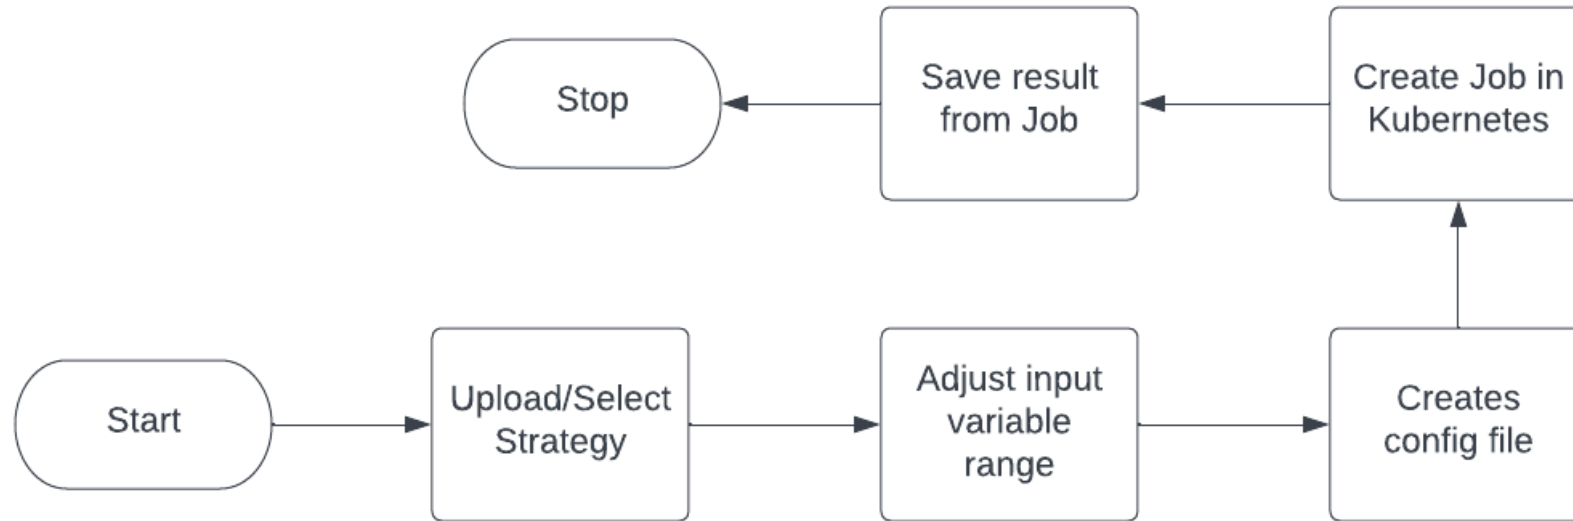 Stop
Save result
from Job
Create Job in
Kubernetes
Start
Upload/Select
Strategy
Adjust input
variable
range
Creates
config file